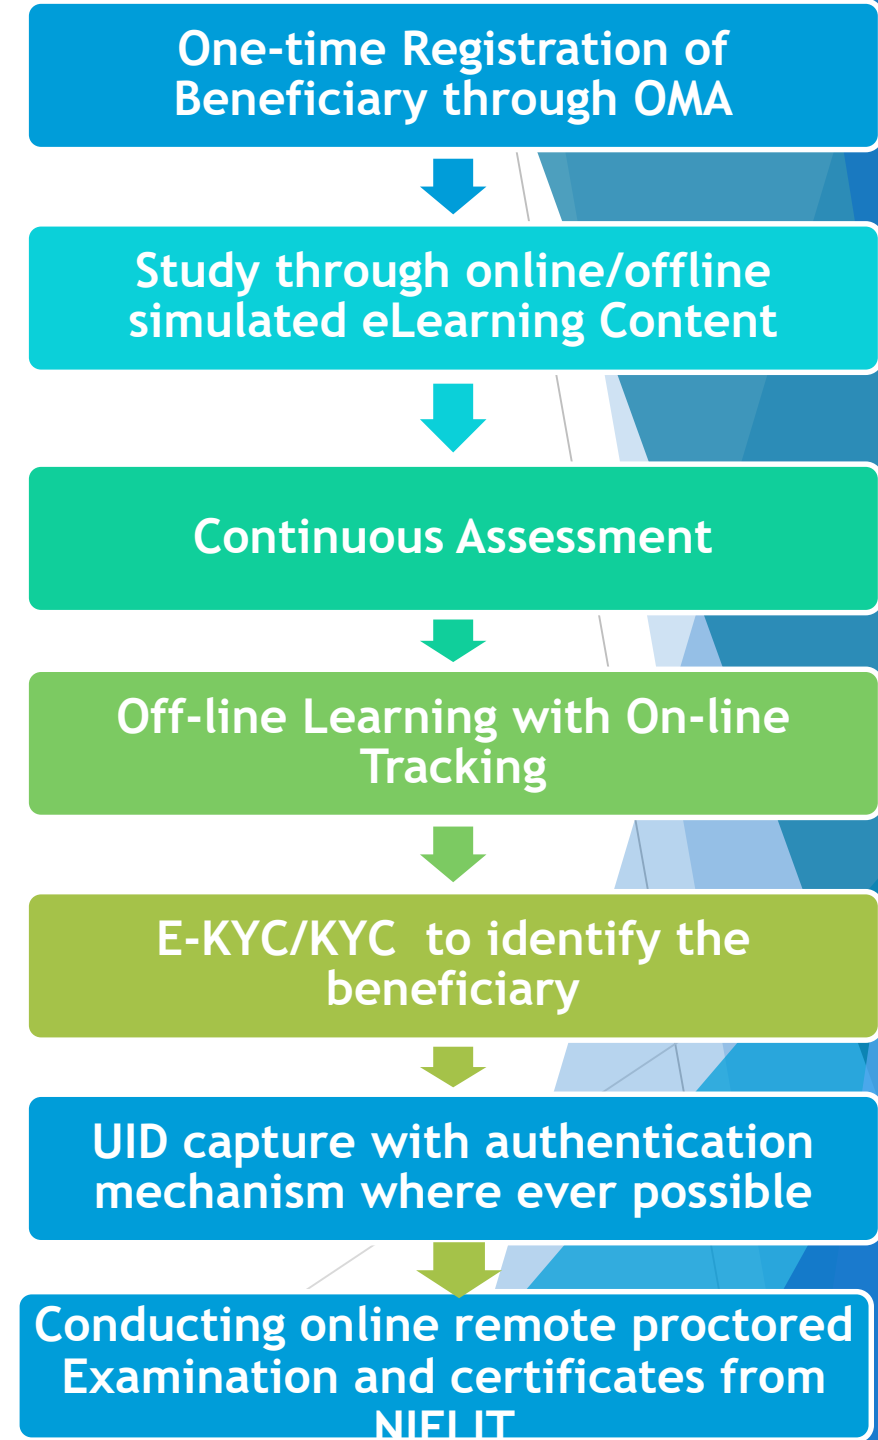 One-time Registration of
Beneficiary through OMA
Study through online/offline
simulated eLearning Content
Continuous Assessment
Off-line Learning with On-line
Tracking
E-KYC/KYC to identify the
beneficiary
UID capture with authentication
mechanism where ever possible
Conducting online remote proctored
Examination and certificates from
NIELIT